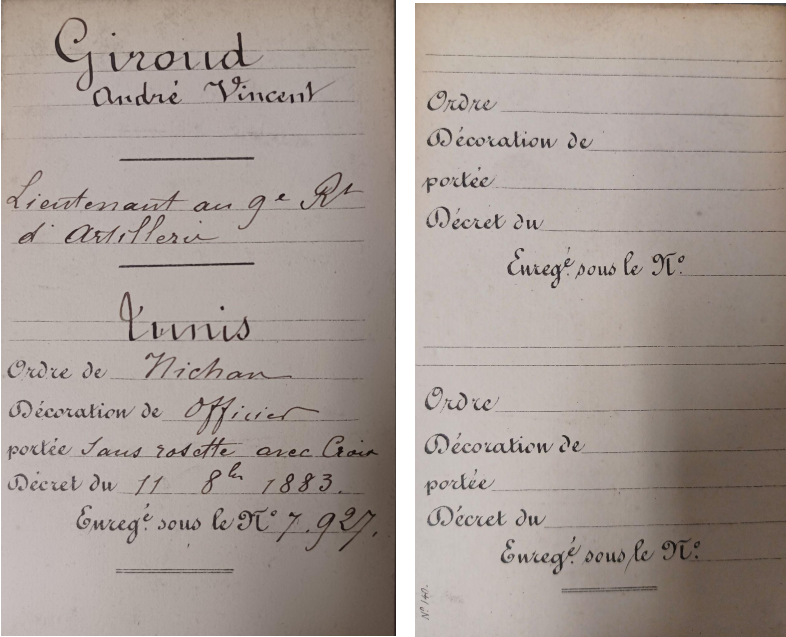 Giroud
André Vincent
Lieutenant au 9e Rt
d'Artillerie
Tunis
Ordre de Nichan
Décoration de Officier
portée Sans rosette avec Croix
Décret du 11 8bre 1883.
Enregé. sous le No 7.927.
Ordre
Décoration de
portée
Décret du
Enregé. sous le No.
Ordre
Décoration de
portée
Décret du
Enregé. sous le No.
No 140.